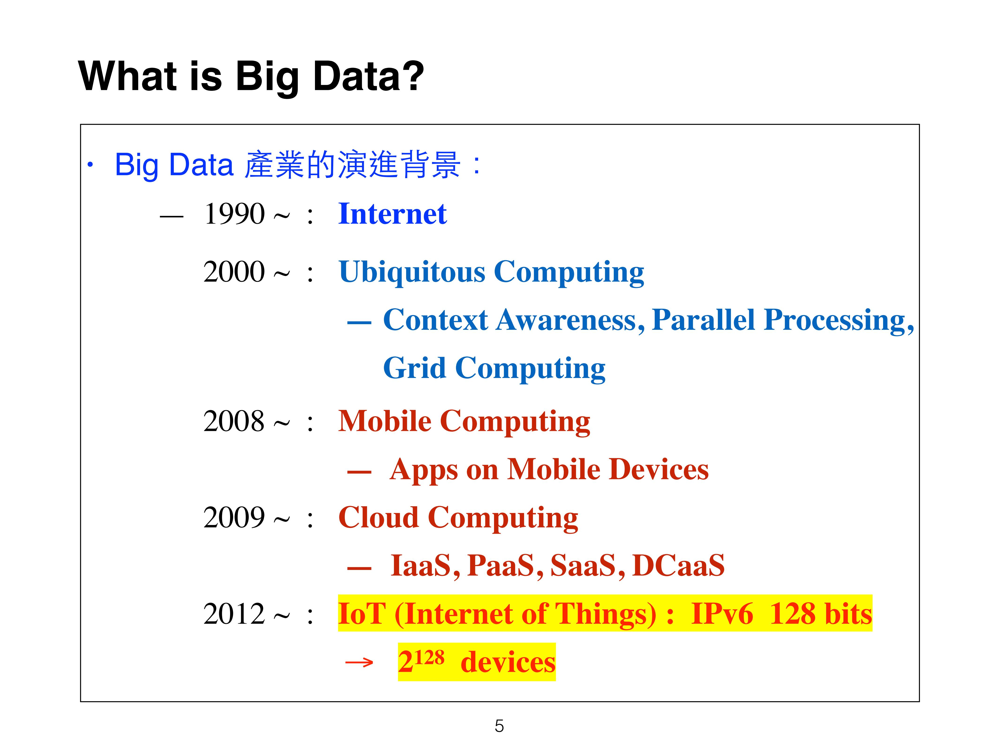 What is Big Data?
• Big Data 產業的演進背景：
— 1990 ~ : Internet
2000 ~ : Ubiquitous Computing
— Context Awareness, Parallel Processing,
Grid Computing
2008 ~ : Mobile Computing
— Apps on Mobile Devices
2009 ~ : Cloud Computing
— IaaS, PaaS, SaaS, DCaaS
2012 ~ : IoT (Internet of Things) : IPv6 128 bits
→ 2¹²⁸ devices
5